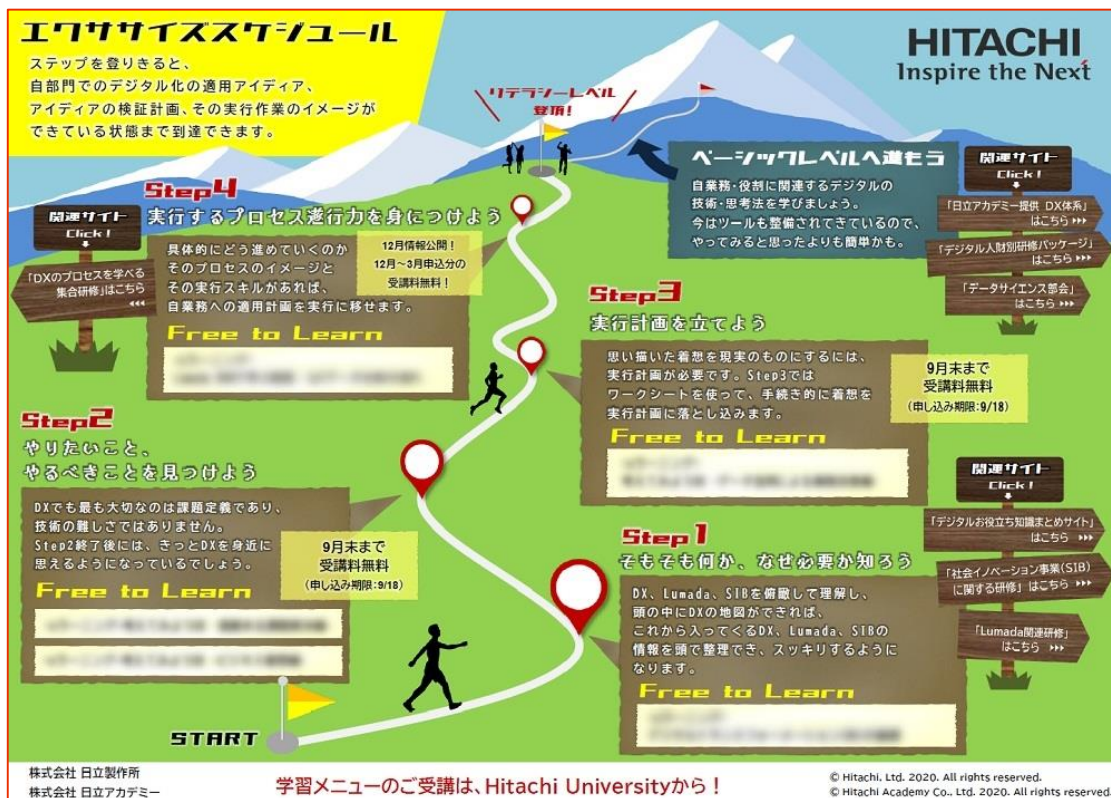 エクササイズスケジュール
ステップを登りきると、
自部門でのデジタル化の適用アイディア、
アイディアの検証計画、その実行作業のイメージが
できている状態まで到達できます。
HITACHI
Inspire the Next
リテラシーレベル
登頂!
ベーシックレベルへ進もう
自業務・役割に関連するデジタルの
技術・思考法を学びましょう。
今はツールも整備されてきているので、
やってみると思ったよりも簡単かも。
関連サイト
Click!
「日立アカデミー提供 DX体系」
はこちら ›››
「デジタル人財別研修パッケージ」
はこちら ›››
「データサイエンス部会」
はこちら ›››
Step4
実行するプロセス遂行力を身につけよう
関連サイト
Click!
「DXのプロセスを学べる
集合研修」はこちら
‹‹‹
具体的にどう進めていくのか
そのプロセスのイメージと
その実行スキルがあれば、
自業務への適用計画を実行に移せます。
12月情報公開!
12月~3月申込分の
受講料無料!
Free to Learn
Step3
実行計画を立てよう
思い描いた着想を現実のものにするには、
実行計画が必要です。Step3では
ワークシートを使って、手続き的に着想を
実行計画に落とし込みます。
9月末まで
受講料無料
(申し込み期限:9/18)
Free to Learn
Step2
やりたいこと、
やるべきことを見つけよう
DXでも最も大切なのは課題定義であり、
技術の難しさではありません。
Step2終了後には、きっとDXを身近に
思えるようになっているでしょう。
9月末まで
受講料無料
(申し込み期限:9/18)
Free to Learn
Step1
そもそも何か、なぜ必要か知ろう
DX、Lumada、SIBを俯瞰して理解し、
頭の中にDXの地図ができれば、
これから入ってくるDX、Lumada、SIBの
情報を頭で整理でき、スッキリするように
なります。
Free to Learn
関連サイト
Click!
「デジタルお役立ち知識まとめサイト」
はこちら ›››
「社会イノベーション事業(SIB)
に関する研修」はこちら ›››
「Lumada関連研修」
はこちら ›››
START
株式会社 日立製作所
株式会社 日立アカデミー
学習メニューのご受講は、Hitachi Universityから!
© Hitachi, Ltd. 2020. All rights reserved.
© Hitachi Academy Co., Ltd. 2020. All rights reserved.